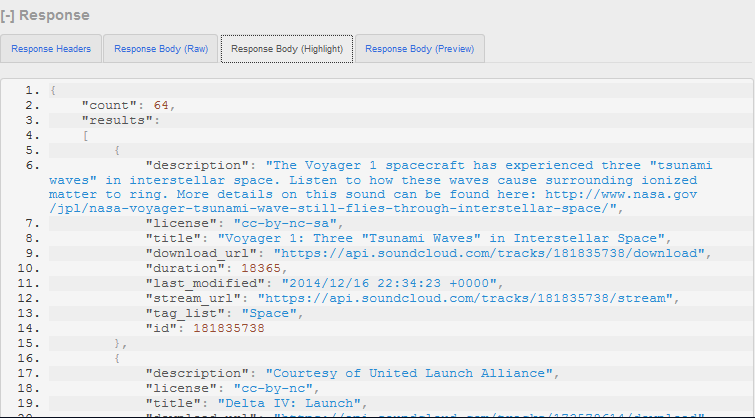 [-] Response
Response Headers Response Body (Raw) Response Body (Highlight) Response Body (Preview)
1. {
2. "count": 64,
3. "results":
4. [
5. {
6. "description": "The Voyager 1 spacecraft has experienced three "tsunami
waves" in interstellar space. Listen to how these waves cause surrounding ionized
matter to ring. More details on this sound can be found here: http://www.nasa.gov
/jpl/nasa-voyager-tsunami-wave-still-flies-through-interstellar-space/",
7. "license": "cc-by-nc-sa",
8. "title": "Voyager 1: Three "Tsunami Waves" in Interstellar Space",
9. "download_url": "https://api.soundcloud.com/tracks/181835738/download",
10. "duration": 18365,
11. "last_modified": "2014/12/16 22:34:23 +0000",
12. "stream_url": "https://api.soundcloud.com/tracks/181835738/stream",
13. "tag_list": "Space",
14. "id": 181835738
15. },
16. {
17. "description": "Courtesy of United Launch Alliance",
18. "license": "cc-by-nc",
19. "title": "Delta IV: Launch",